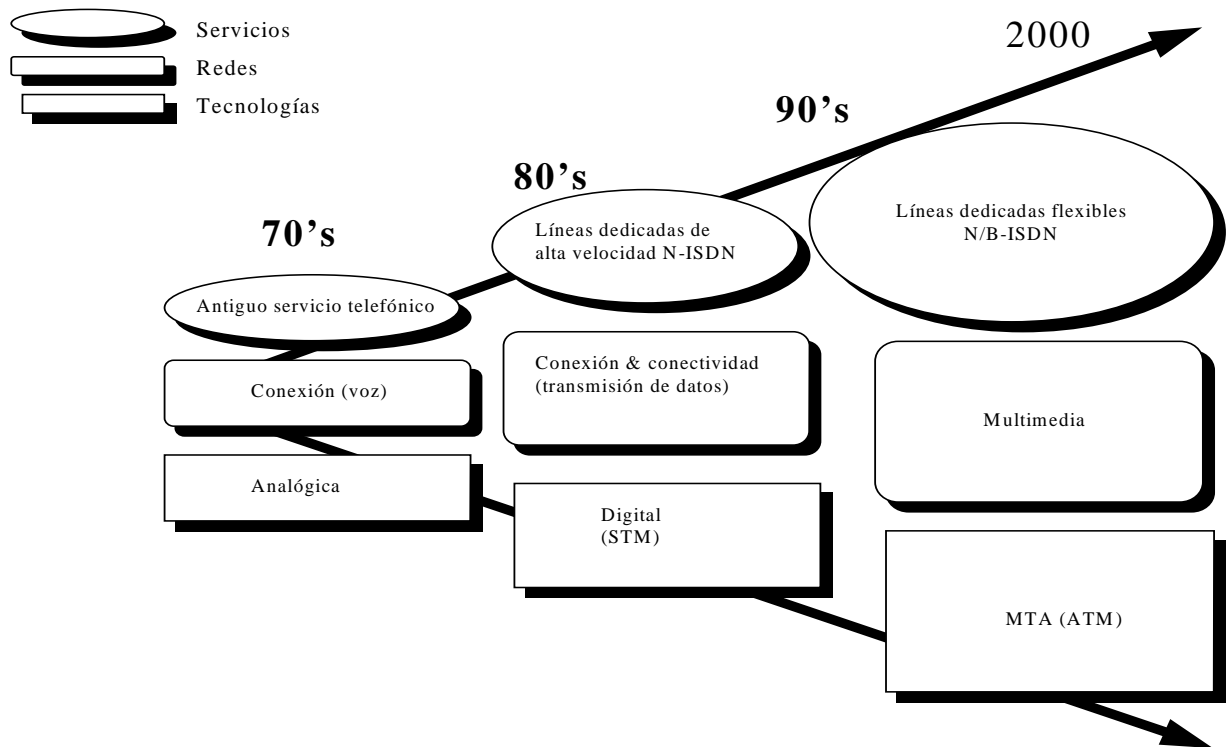 Servicios
Redes
Tecnologías
2000
90’s
80’s
70’s
Líneas dedicadas flexibles
N/B-ISDN
Líneas dedicadas de
alta velocidad N-ISDN
Antiguo servicio telefónico
Conexión (voz)
Conexión & conectividad
(transmisión de datos)
Multimedia
Analógica
Digital
(STM)
MTA (ATM)